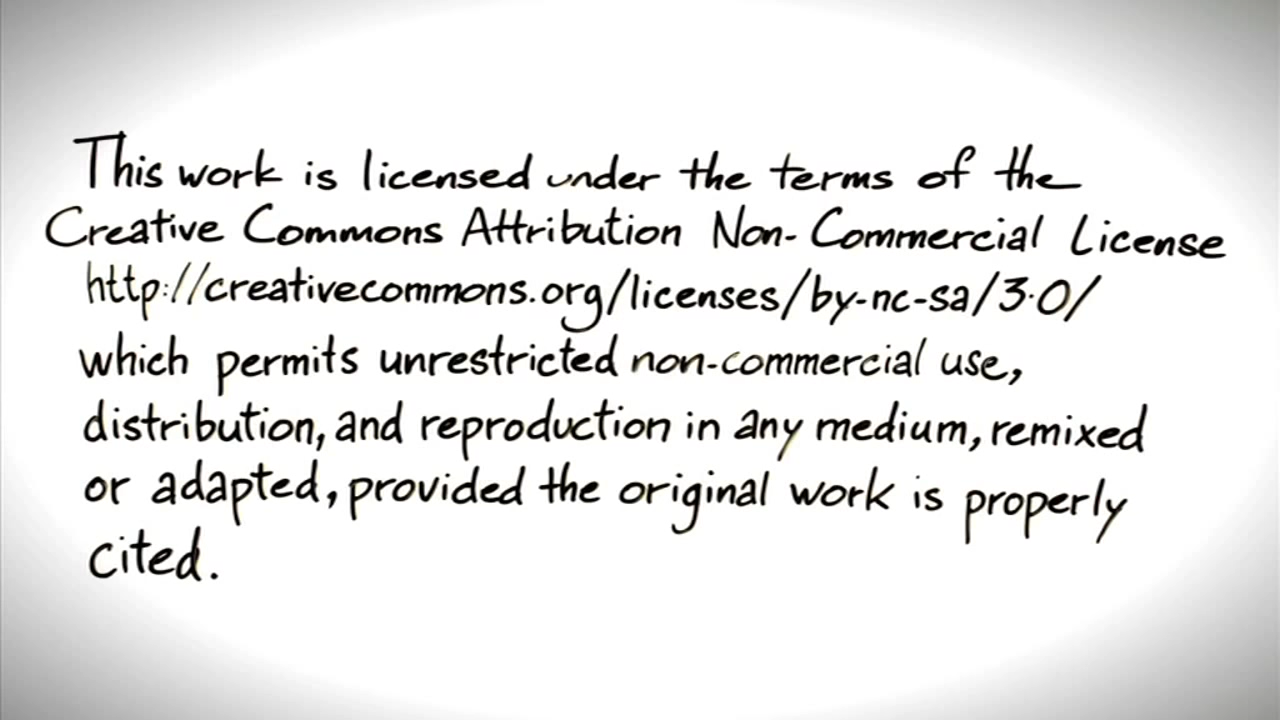 This work is licensed under the terms of the
Creative Commons Attribution Non-Commercial License
http://creativecommons.org/licenses/by-nc-sa/3.0/
which permits unrestricted non-commercial use,
distribution, and reproduction in any medium, remixed
or adapted, provided the original work is properly
cited.